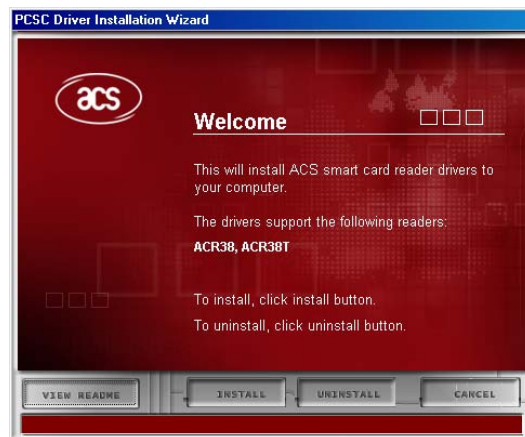 PCSC Driver Installation Wizard
acs
Welcome
This will install ACS smart card reader drivers to
your computer.
The drivers support the following readers:
ACR38, ACR38T
To install, click install button.
To uninstall, click uninstall button.
VIEW README
INSTALL
UNINSTALL
CANCEL